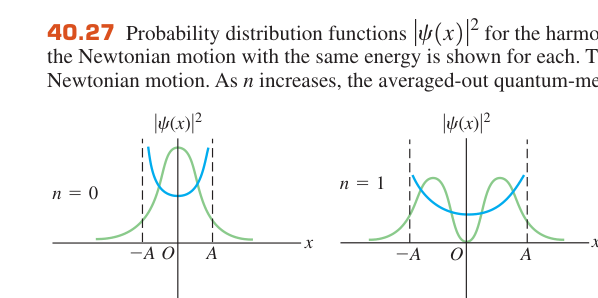 40.27 Probability distribution functions |ψ(x)|² for the harmo
the Newtonian motion with the same energy is shown for each. T
Newtonian motion. As n increases, the averaged-out quantum-me
|ψ(x)|²
|ψ(x)|²
n = 0
n = 1
x
x
−A O A
−A O A